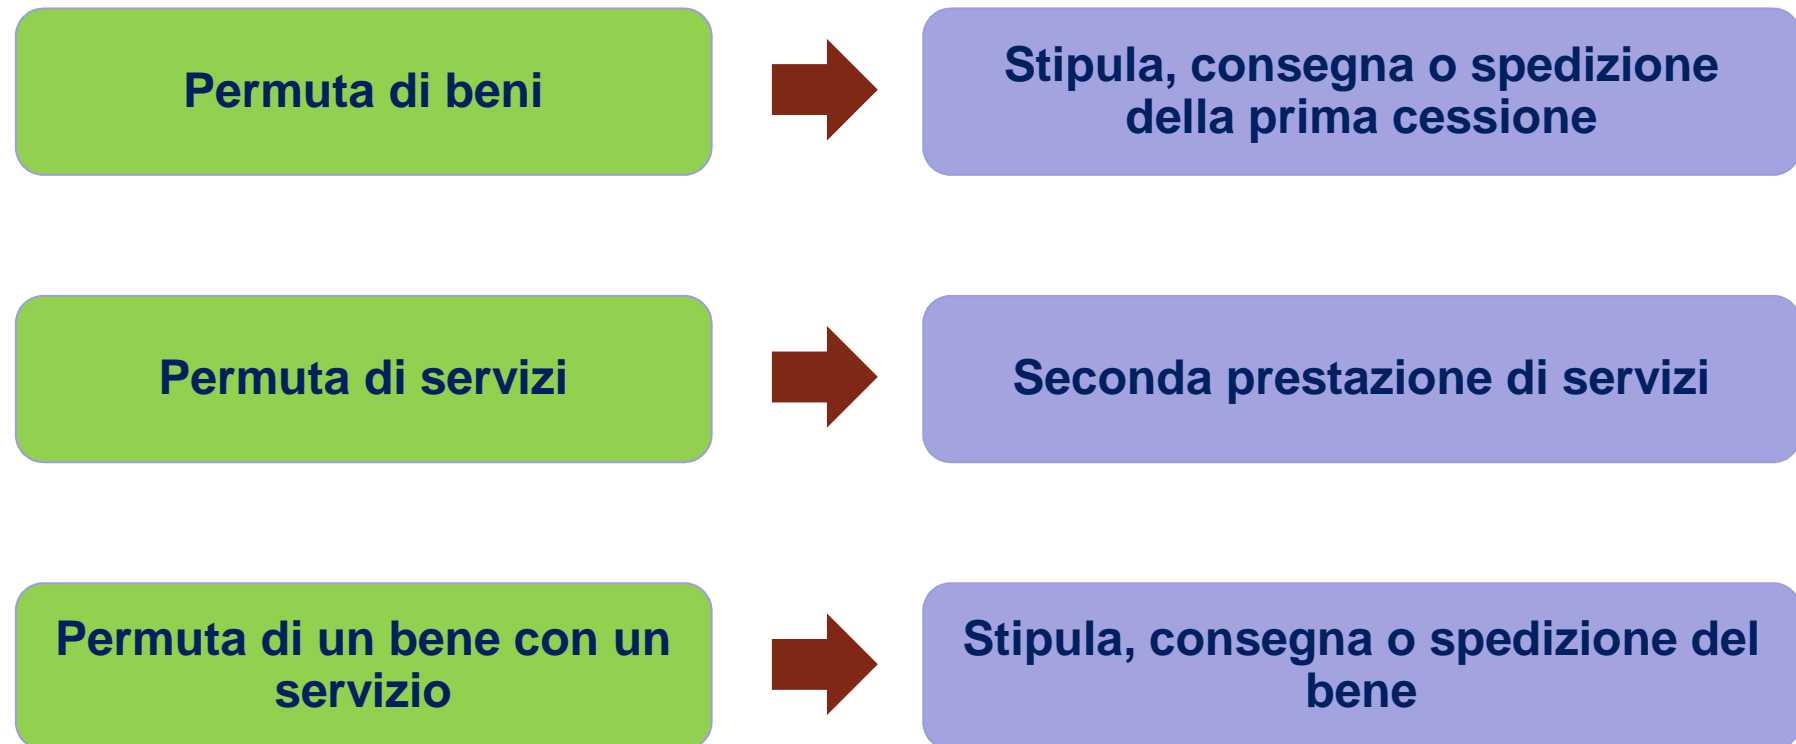 Permuta di beni
Stipula, consegna o spedizione
della prima cessione
Permuta di servizi
Seconda prestazione di servizi
Permuta di un bene con un
servizio
Stipula, consegna o spedizione del
bene